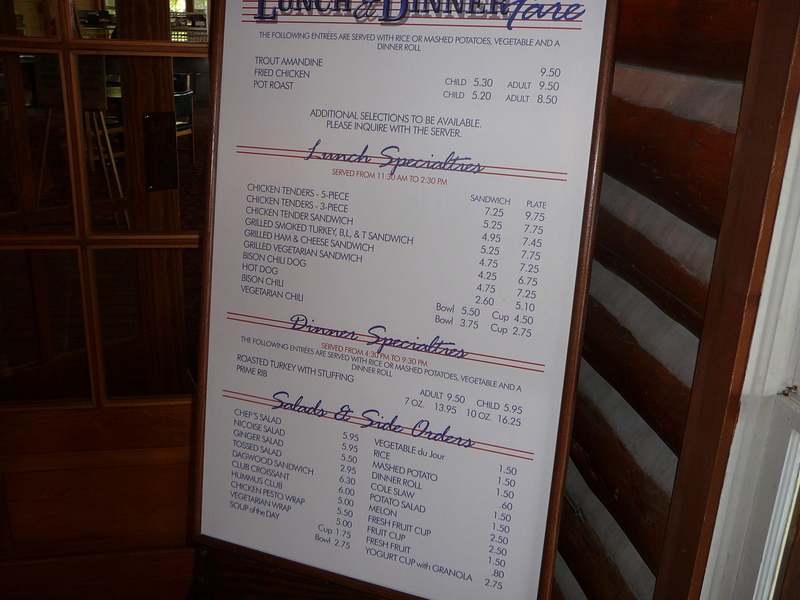 LUNCH & DINNER Fare
THE FOLLOWING ENTRÉES ARE SERVED WITH RICE OR MASHED POTATOES, VEGETABLE AND A
DINNER ROLL
TROUT AMANDINE 9.50
FRIED CHICKEN CHILD 5.30 ADULT 9.50
POT ROAST CHILD 5.20 ADULT 8.50
ADDITIONAL SELECTIONS TO BE AVAILABLE.
PLEASE INQUIRE WITH THE SERVER.
Lunch Specialties
SERVED FROM 11:30 AM TO 2:30 PM
SANDWICH PLATE
CHICKEN TENDERS - 5-PIECE 7.25 9.75
CHICKEN TENDERS - 3-PIECE 5.25 7.75
CHICKEN TENDER SANDWICH 4.95 7.45
GRILLED SMOKED TURKEY, B,L, & T SANDWICH 5.25 7.75
GRILLED HAM & CHEESE SANDWICH 4.75 7.25
GRILLED VEGETARIAN SANDWICH 4.25 6.75
BISON CHILI DOG 4.75 7.25
HOT DOG 2.60 5.10
BISON CHILI Bowl 5.50 Cup 4.50
VEGETARIAN CHILI Bowl 3.75 Cup 2.75
Dinner Specialties
SERVED FROM 4:30 PM TO 9:30 PM
THE FOLLOWING ENTRÉES ARE SERVED WITH RICE OR MASHED POTATOES, VEGETABLE AND A
DINNER ROLL
ROASTED TURKEY WITH STUFFING ADULT 9.50 CHILD 5.95
PRIME RIB 7 OZ. 13.95 10 OZ. 16.25
Salads & Side Orders
CHEF'S SALAD 5.95
NICOISE SALAD 5.95
GINGER SALAD 5.50
TOSSED SALAD 2.95
DAGWOOD SANDWICH 6.30
CLUB CROISSANT 6.00
HUMMUS CLUB 5.00
CHICKEN PESTO WRAP 5.50
VEGETARIAN WRAP 5.00
SOUP of the DAY Cup 1.75
Bowl 2.75
VEGETABLE du Jour 1.50
RICE 1.50
MASHED POTATO 1.50
DINNER ROLL .60
COLE SLAW 1.50
POTATO SALAD 1.50
MELON 2.50
FRESH FRUIT CUP 2.50
FRUIT CUP 1.50
FRESH FRUIT .80
YOGURT CUP with GRANOLA 2.75